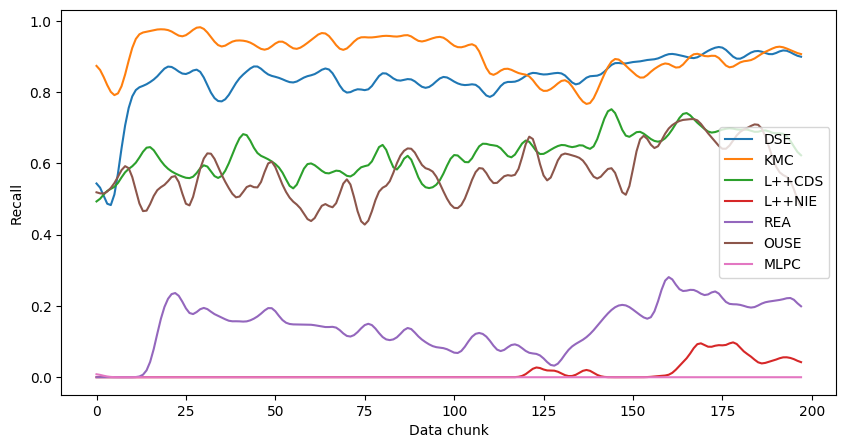 1.0
0.8
0.6
0.4
0.2
0.0
Recall
0
25
50
75
100
125
150
175
200
Data chunk
DSE
KMC
L++CDS
L++NIE
REA
OUSE
MLPC